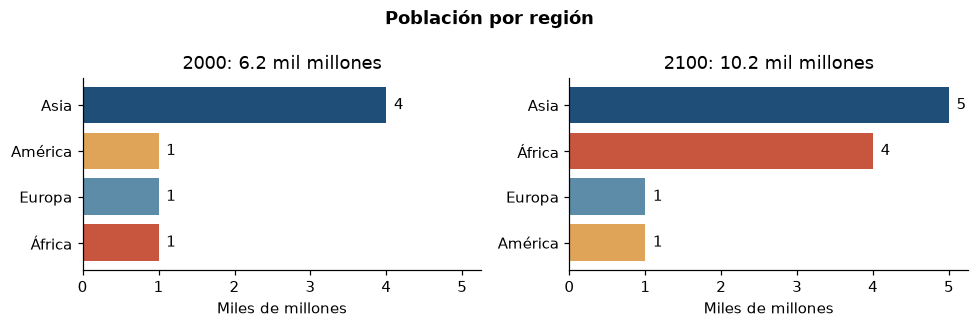 Población por región
2000: 6.2 mil millones
Asia 4
América 1
Europa 1
África 1
0 1 2 3 4 5
Miles de millones
2100: 10.2 mil millones
Asia 5
África 4
Europa 1
América 1
0 1 2 3 4 5
Miles de millones